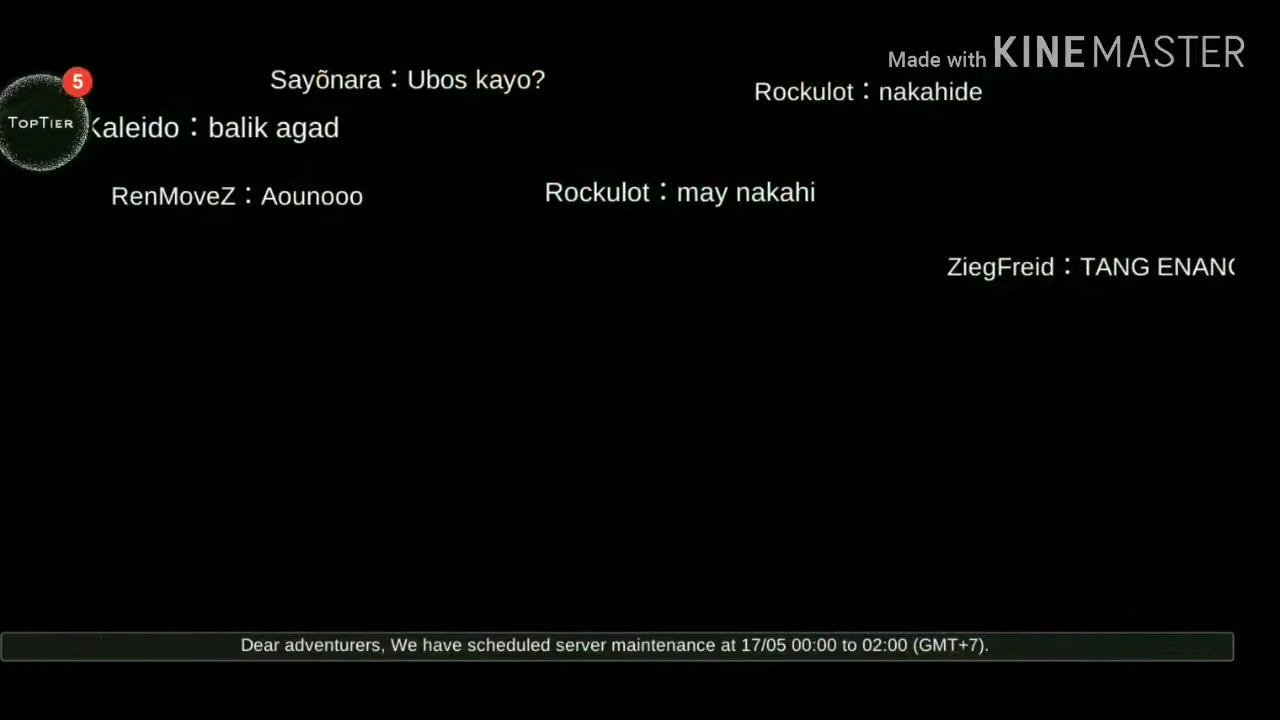 Made with KINEMASTER
5
Sayõnara : Ubos kayo?
Rockulot : nakahide
TOPTIER
Kaleido : balik agad
RenMoveZ : Aounooo
Rockulot : may nakahi
ZiegFreid : TANG ENANG
Dear adventurers, We have scheduled server maintenance at 17/05 00:00 to 02:00 (GMT+7).